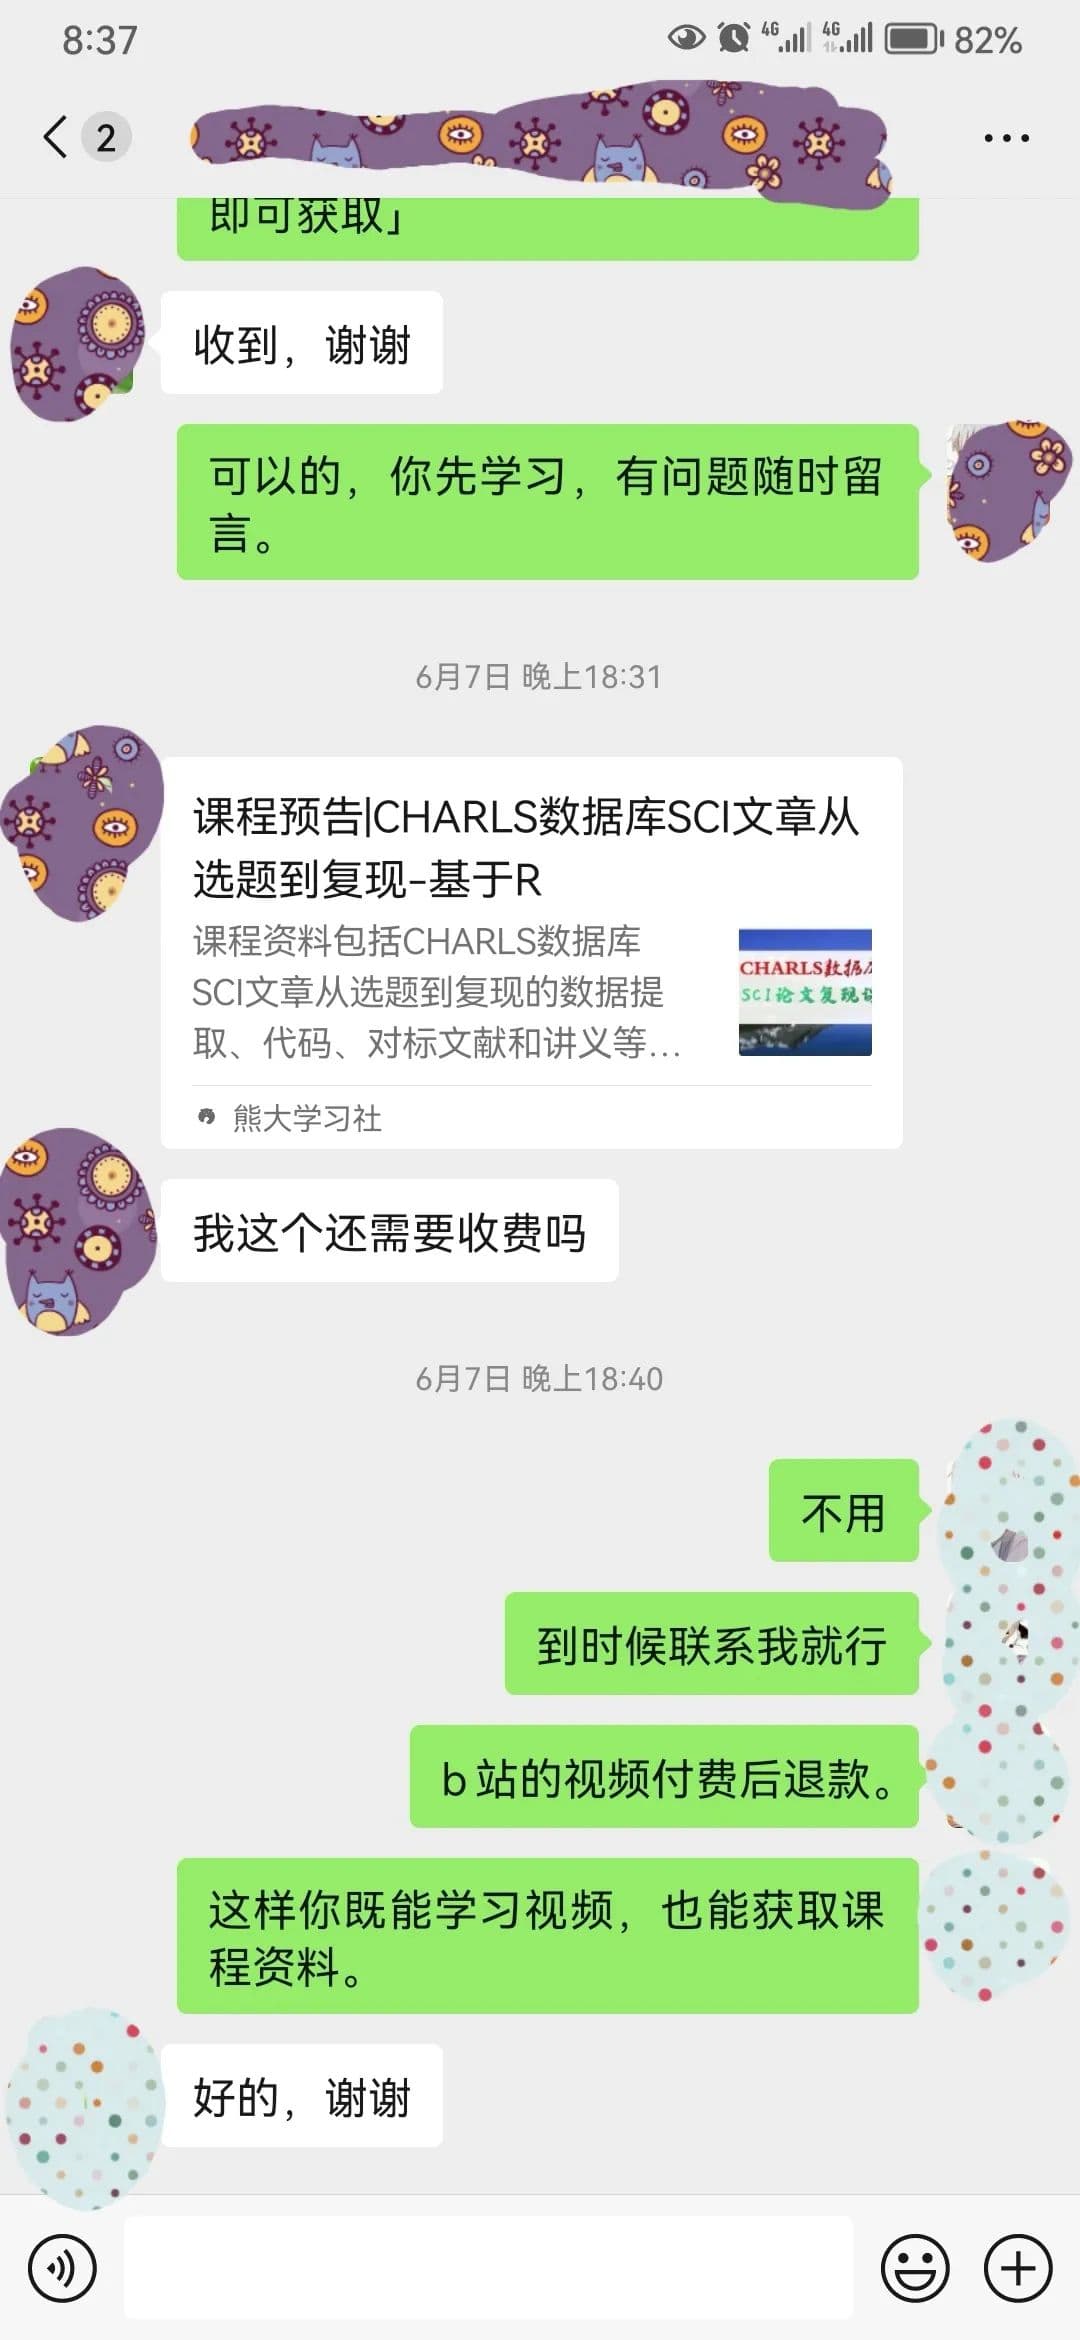 8:37
4G
4G
82%
2
即可获取」
收到，谢谢
可以的，你先学习，有问题随时留
言。
6月7日 晚上18:31
课程预告|CHARLS数据库SCI文章从
选题到复现-基于R
课程资料包括CHARLS数据库
SCI文章从选题到复现的数据提
取、代码、对标文献和讲义等...
CHARLS数据
SCI论文复现
熊大学习社
我这个还需要收费吗
6月7日 晚上18:40
不用
到时候联系我就行
b站的视频付费后退款。
这样你既能学习视频，也能获取课
程资料。
好的，谢谢